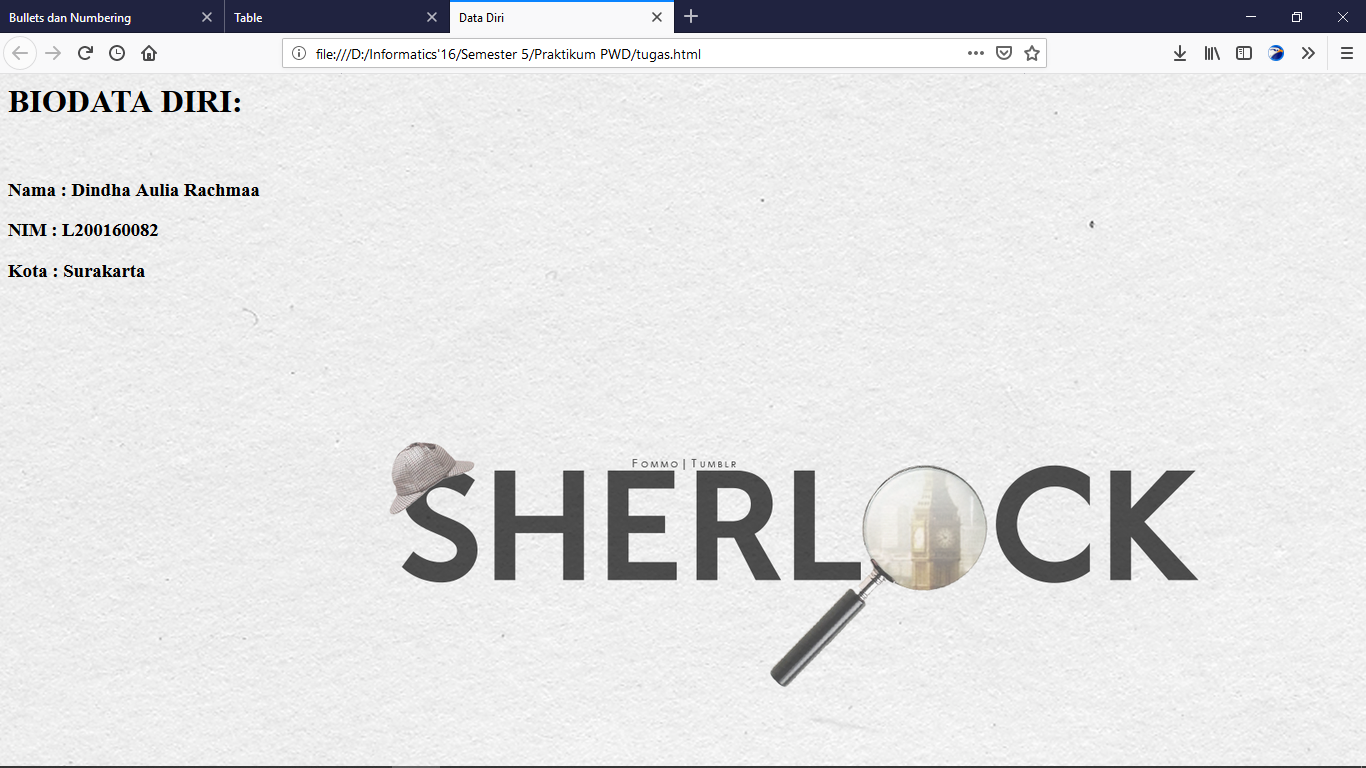 Bullets dan Numbering
Table
Data Diri
file:///D:/Informatics'16/Semester 5/Praktikum PWD/tugas.html
BIODATA DIRI:
Nama : Dindha Aulia Rachmaa
NIM : L200160082
Kota : Surakarta
Fommo|Tumblr
SHERLOCK